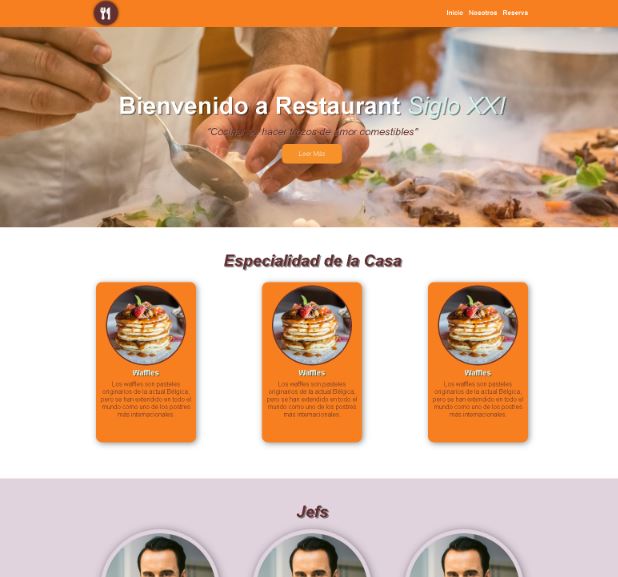 Inicio Nosotros Reserva
Bienvenido a Restaurant Siglo XXI
"Cocinar es hacer trozos de amor comestibles"
Leer Más
Especialidad de la Casa
Waffles
Los waffles son pasteles
originarios de la actual Bélgica,
pero se han extendido en todo el
mundo como uno de los postres
más internacionales.
Waffles
Los waffles son pasteles
originarios de la actual Bélgica,
pero se han extendido en todo el
mundo como uno de los postres
más internacionales.
Waffles
Los waffles son pasteles
originarios de la actual Bélgica,
pero se han extendido en todo el
mundo como uno de los postres
más internacionales.
Jefs